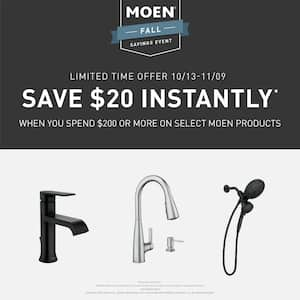 MOEN®
FALL
SAVINGS EVENT
LIMITED TIME OFFER 10/13-11/09
SAVE $20 INSTANTLY*
WHEN YOU SPEND $200 OR MORE ON SELECT MOEN PRODUCTS